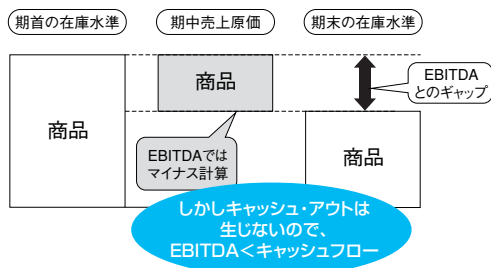 期首の在庫水準
期中売上原価
期末の在庫水準
商品
商品
EBITDA
とのギャップ
EBITDAでは
マイナス計算
商品
しかしキャッシュ・アウトは
生じないので、
EBITDA<キャッシュフロー